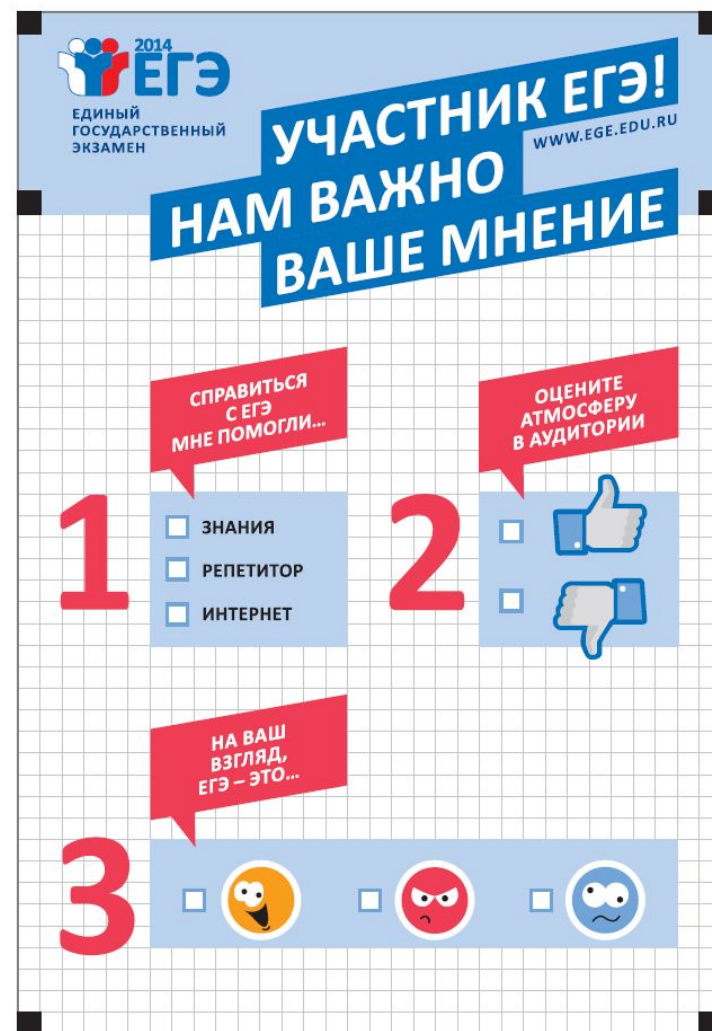 2014
ЕГЭ
ЕДИНЫЙ
ГОСУДАРСТВЕННЫЙ
ЭКЗАМЕН
УЧАСТНИК ЕГЭ!
WWW.EGE.EDU.RU
НАМ ВАЖНО
ВАШЕ МНЕНИЕ
1
СПРАВИТЬСЯ
С ЕГЭ
МНЕ ПОМОГЛИ...
ЗНАНИЯ
РЕПЕТИТОР
ИНТЕРНЕТ
2
ОЦЕНИТЕ
АТМОСФЕРУ
В АУДИТОРИИ
3
НА ВАШ
ВЗГЛЯД,
ЕГЭ – ЭТО...